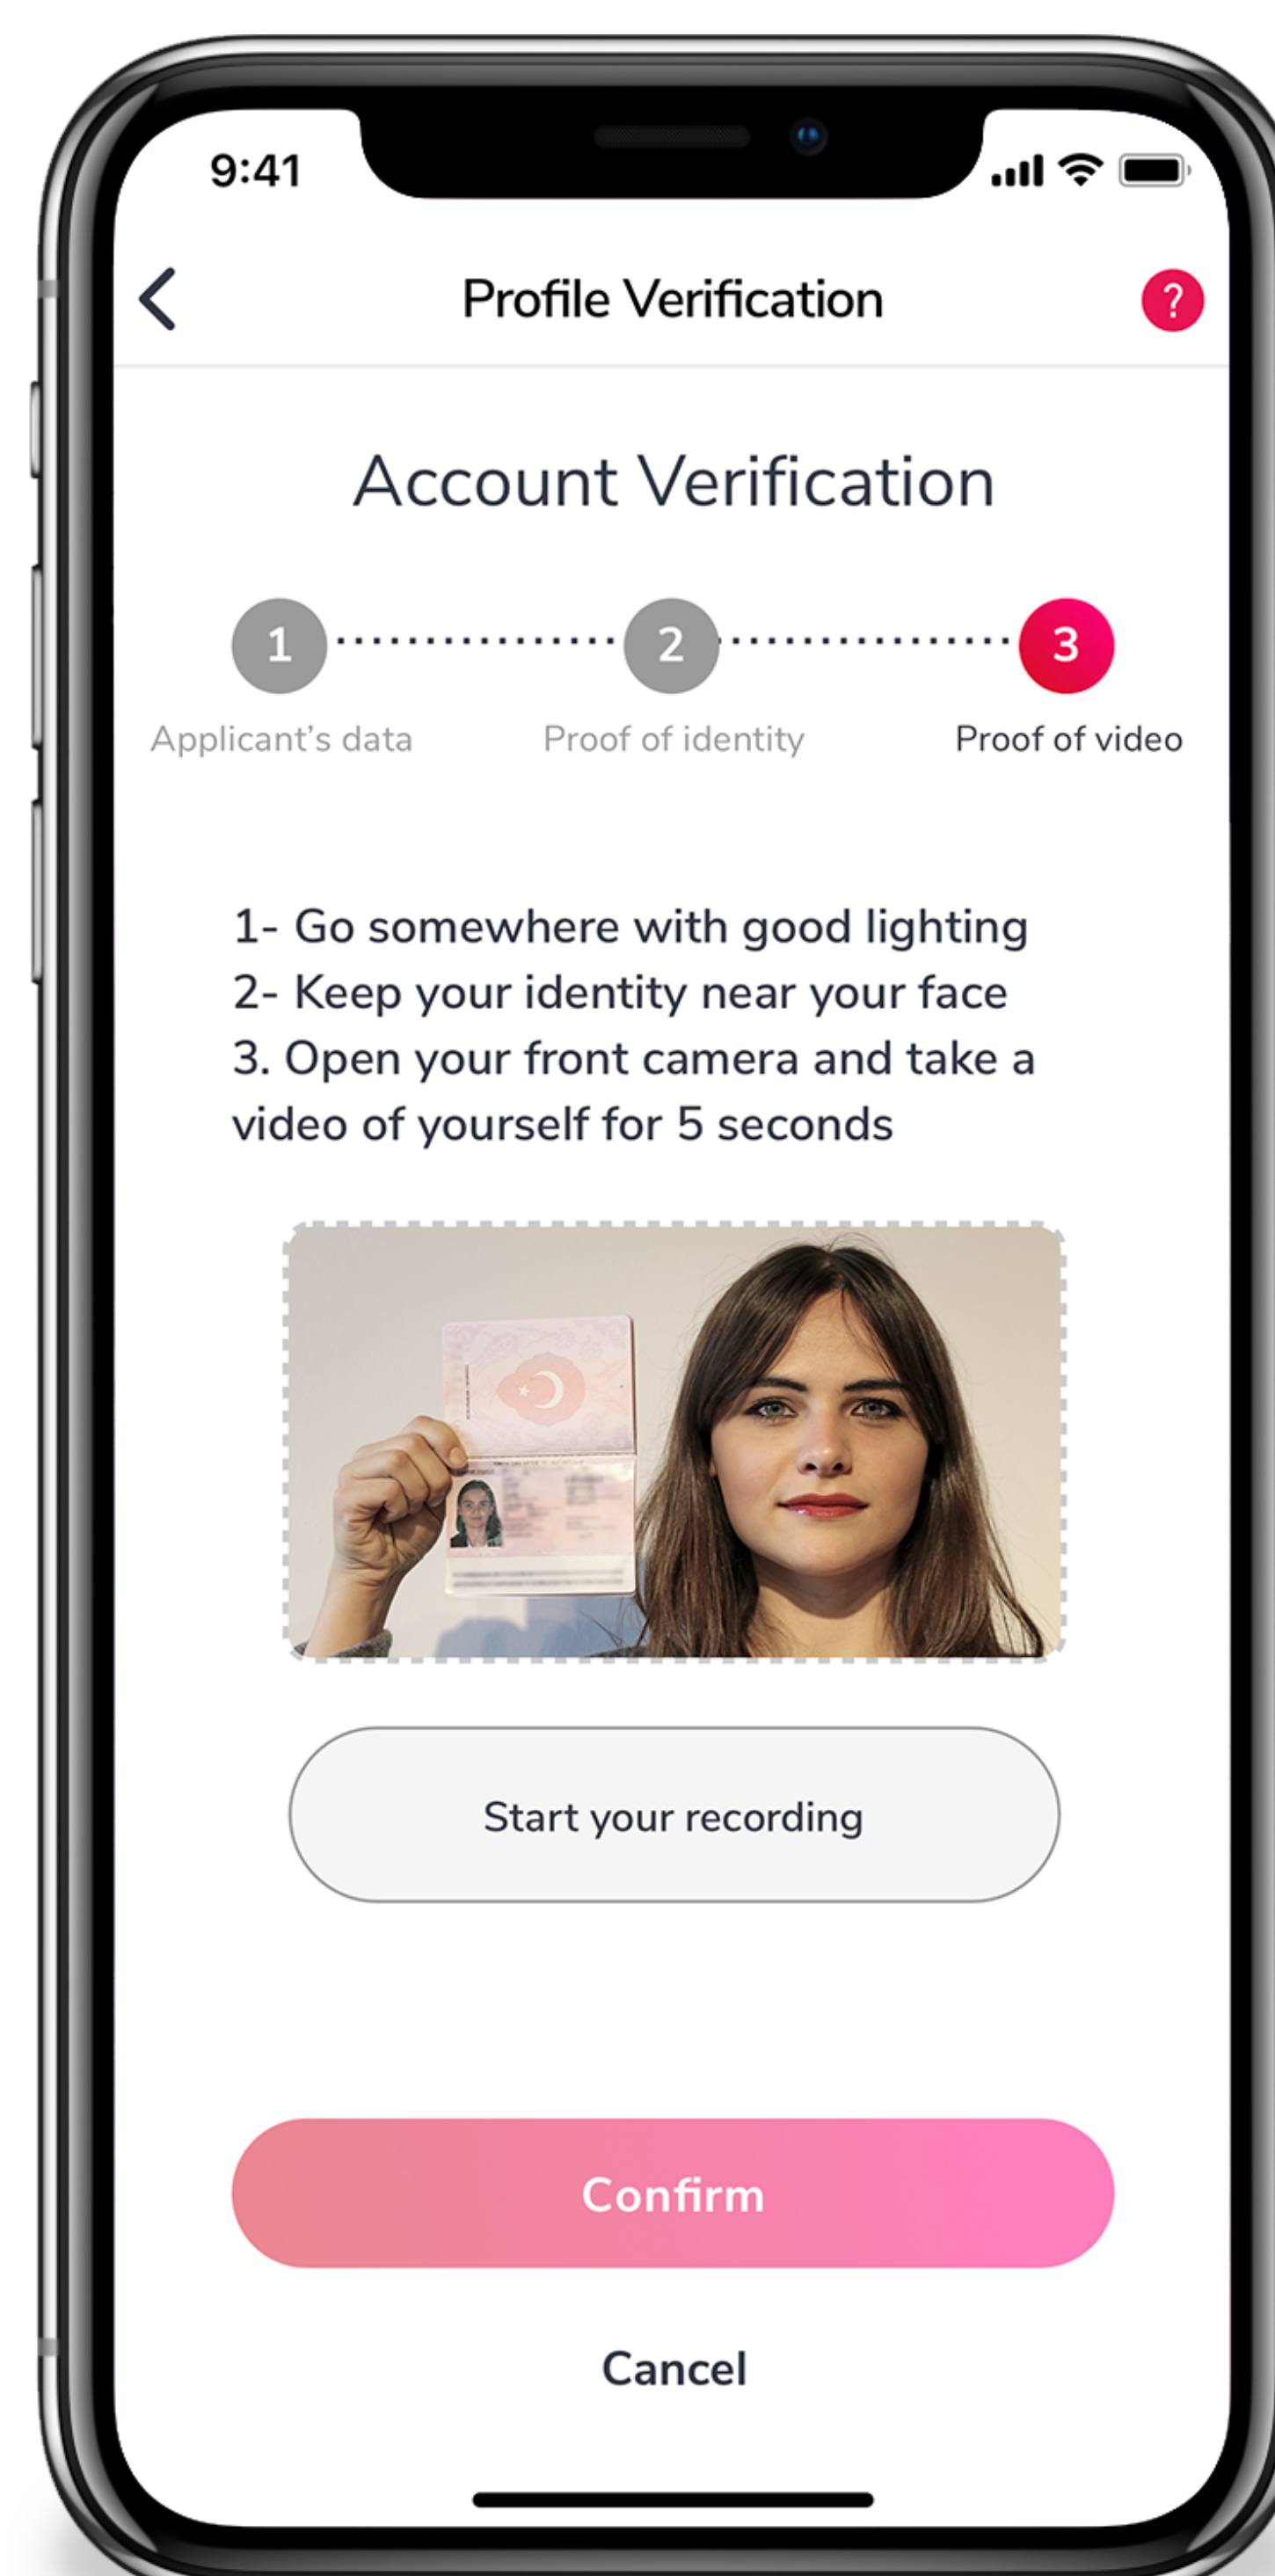 9:41
Profile Verification
?
Account Verification
1
2
3
Applicant's data
Proof of identity
Proof of video
1- Go somewhere with good lighting
2- Keep your identity near your face
3. Open your front camera and take a
video of yourself for 5 seconds
Start your recording
Confirm
Cancel